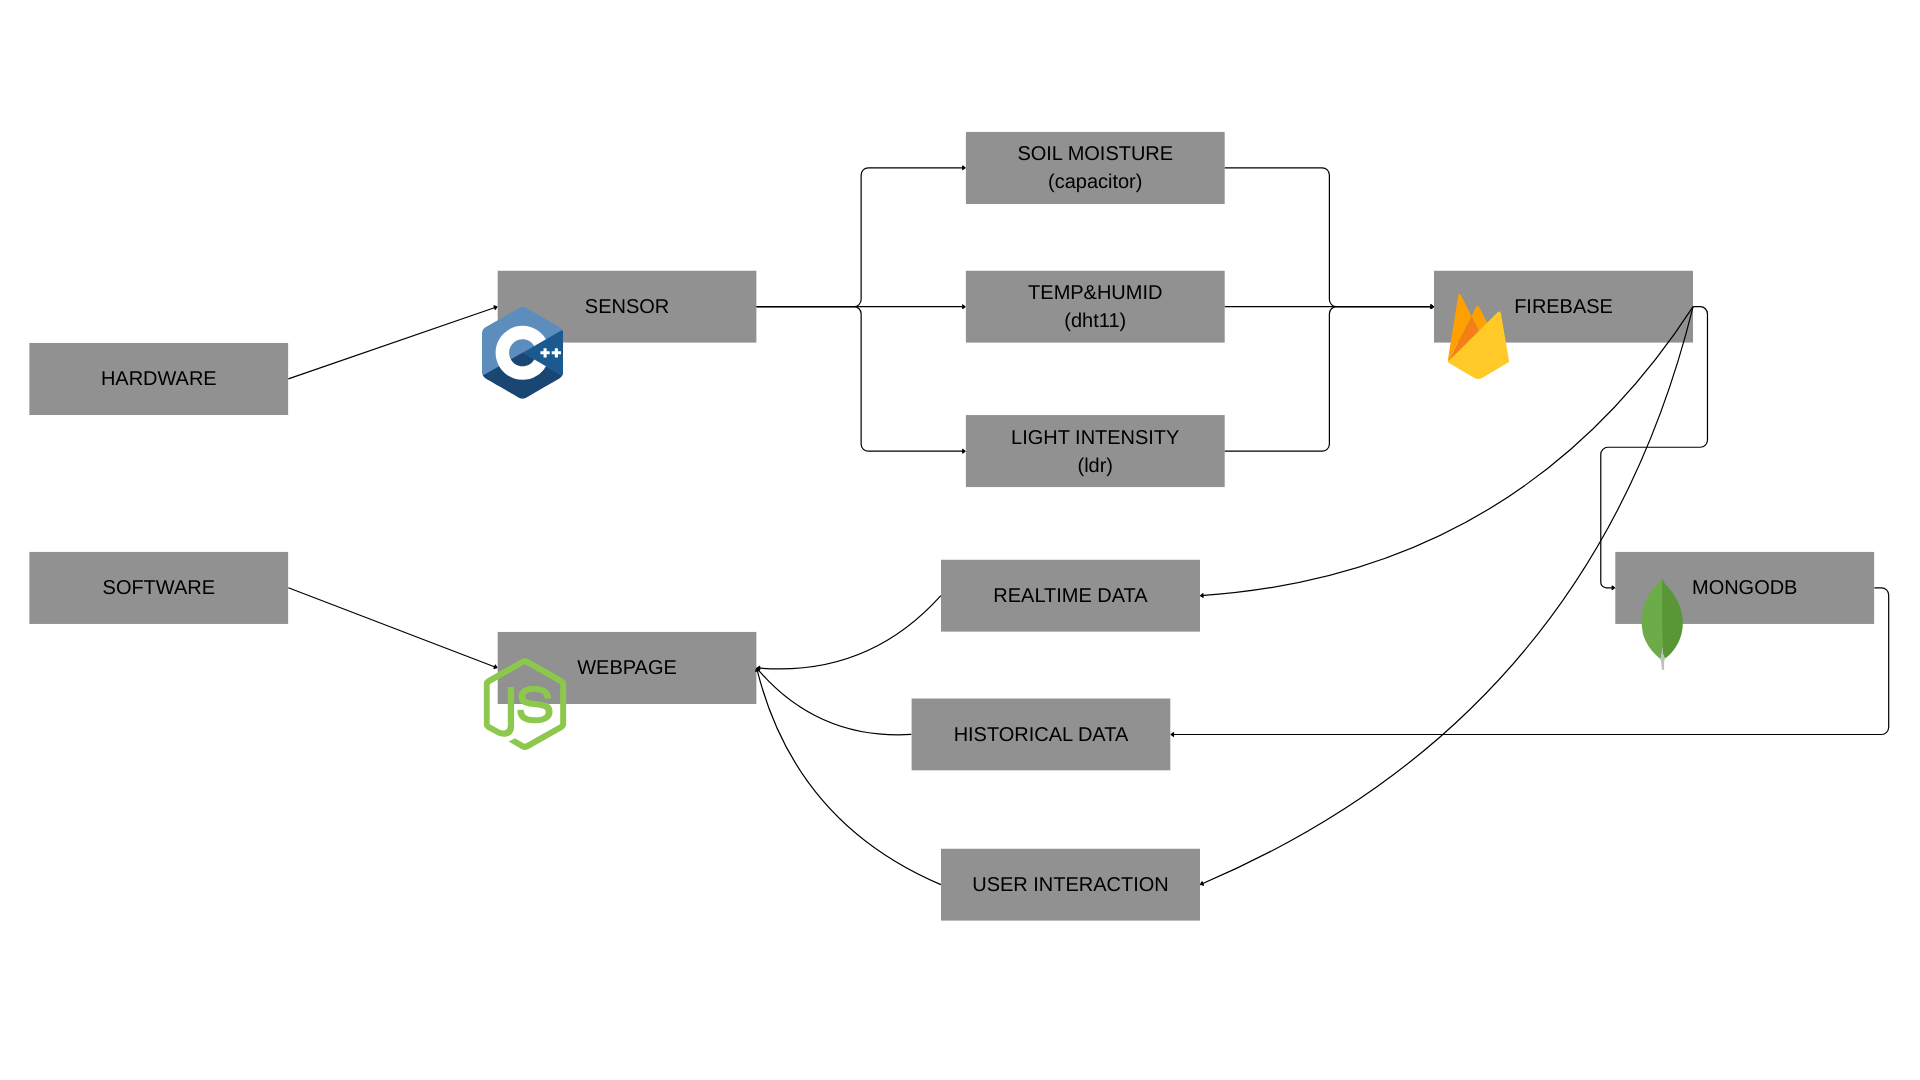 SOIL MOISTURE
(capacitor)
SENSOR
TEMP&HUMID
(dht11)
FIREBASE
C++
HARDWARE
LIGHT INTENSITY
(ldr)
SOFTWARE
REALTIME DATA
MONGODB
WEBPAGE
JS
HISTORICAL DATA
USER INTERACTION